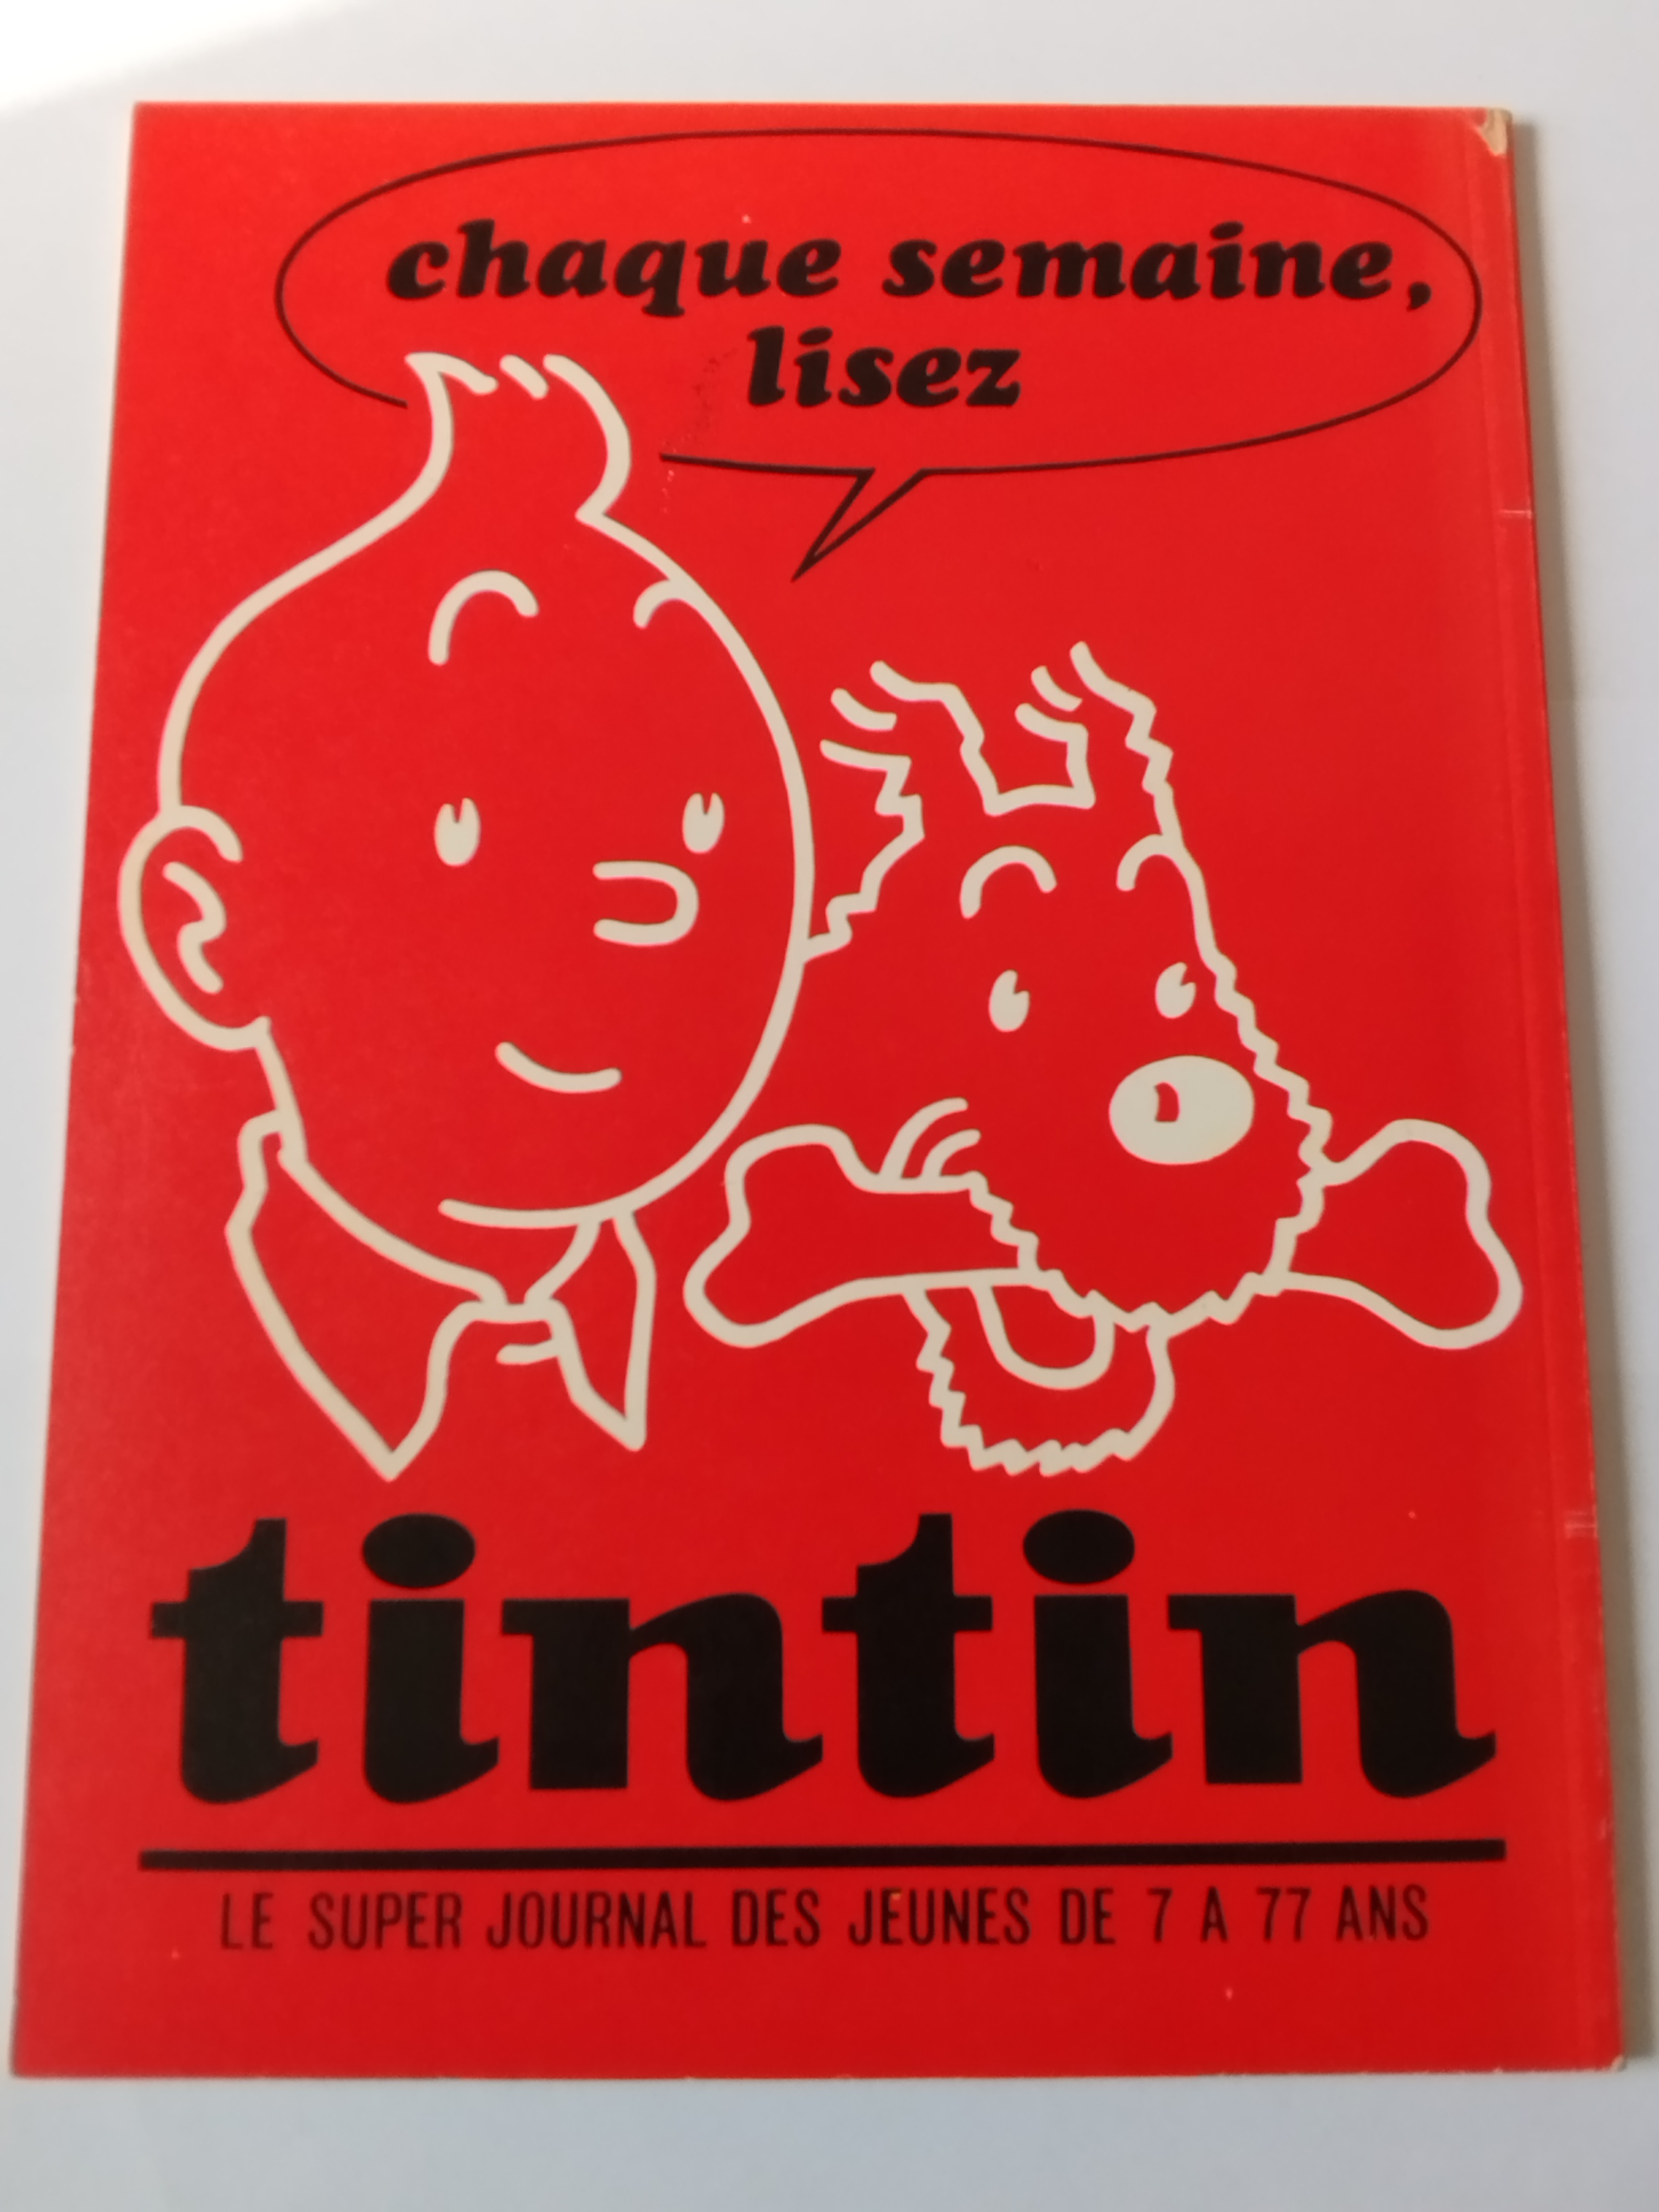 chaque semaine,
lisez
tintin
LE SUPER JOURNAL DES JEUNES DE 7 A 77 ANS